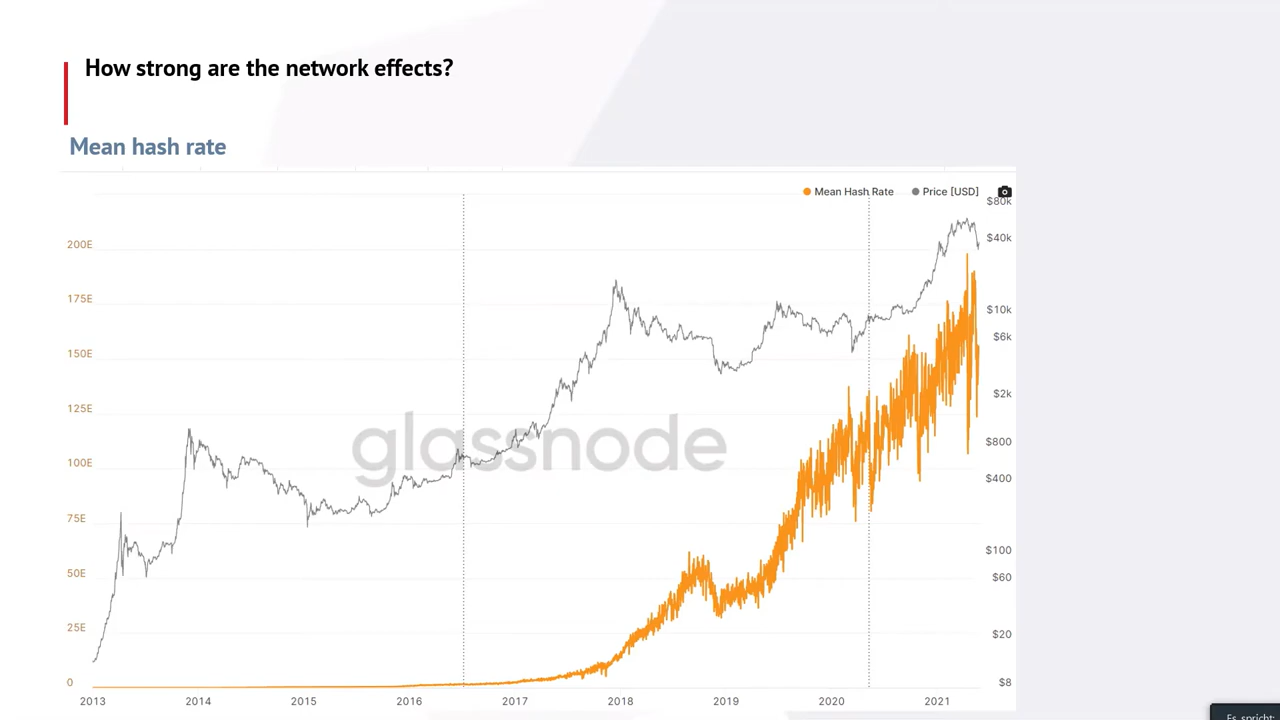 How strong are the network effects?
Mean hash rate
Mean Hash Rate
Price [USD]
$80k
200E
$40k
175E
$10k
$6k
150E
$2k
125E
glassnode
$800
100E
$400
75E
$100
50E
$60
25E
$20
0
$8
2013 2014 2015 2016 2017 2018 2019 2020 2021
Es spricht: